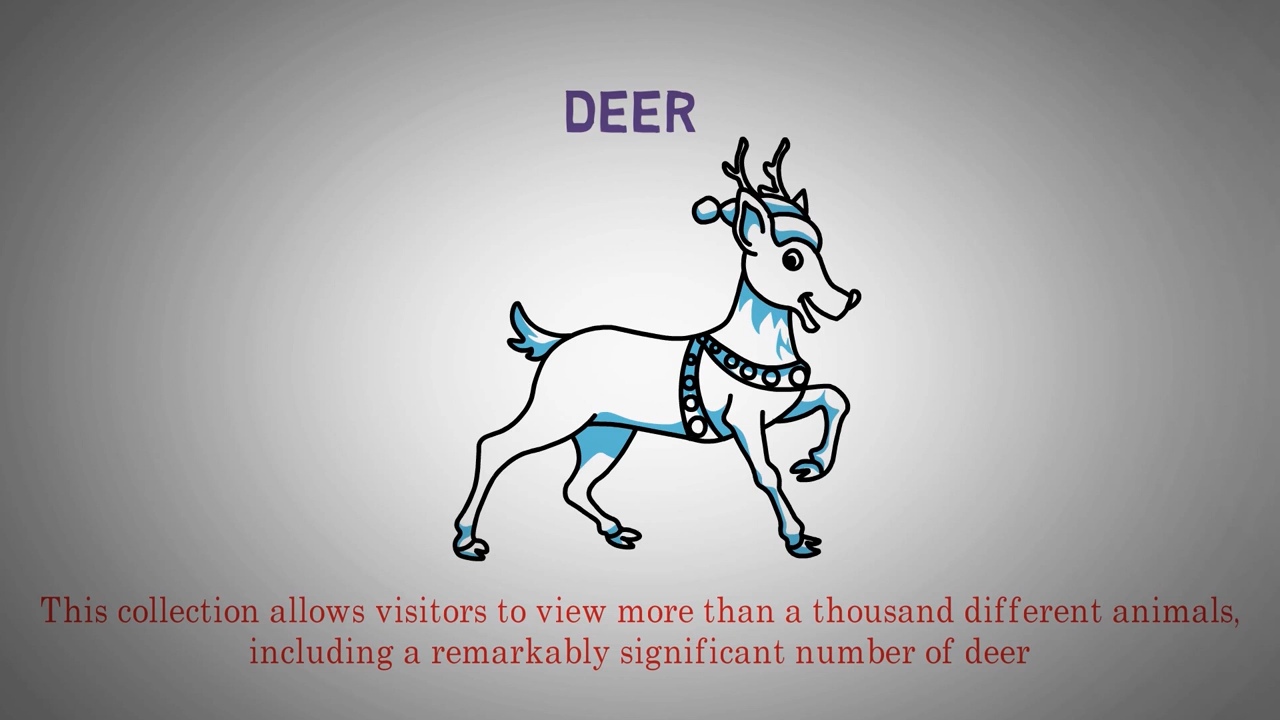 DEER
This collection allows visitors to view more than a thousand different animals,
including a remarkably significant number of deer